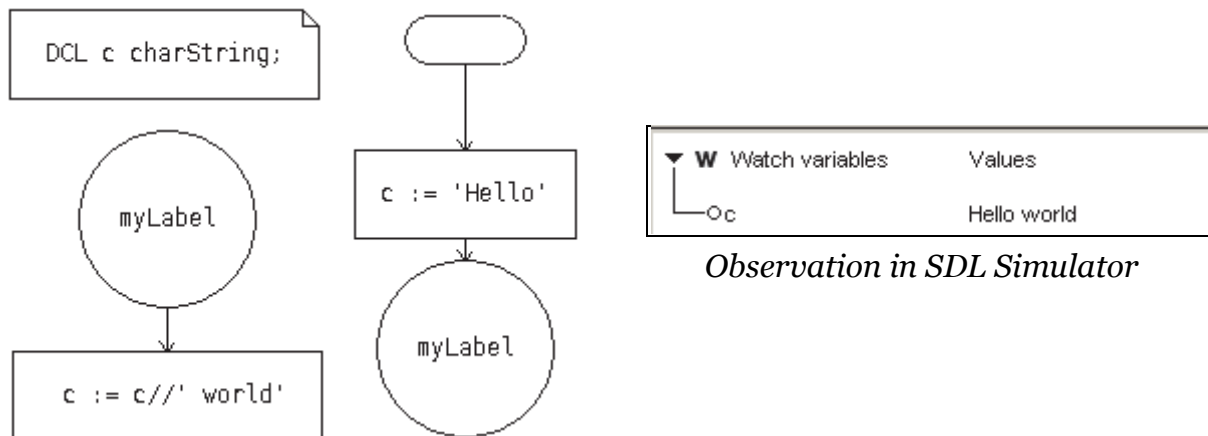 DCL c charString;
myLabel
c := c//' world'
c := 'Hello'
myLabel
W Watch variables Values
c Hello world
Observation in SDL Simulator